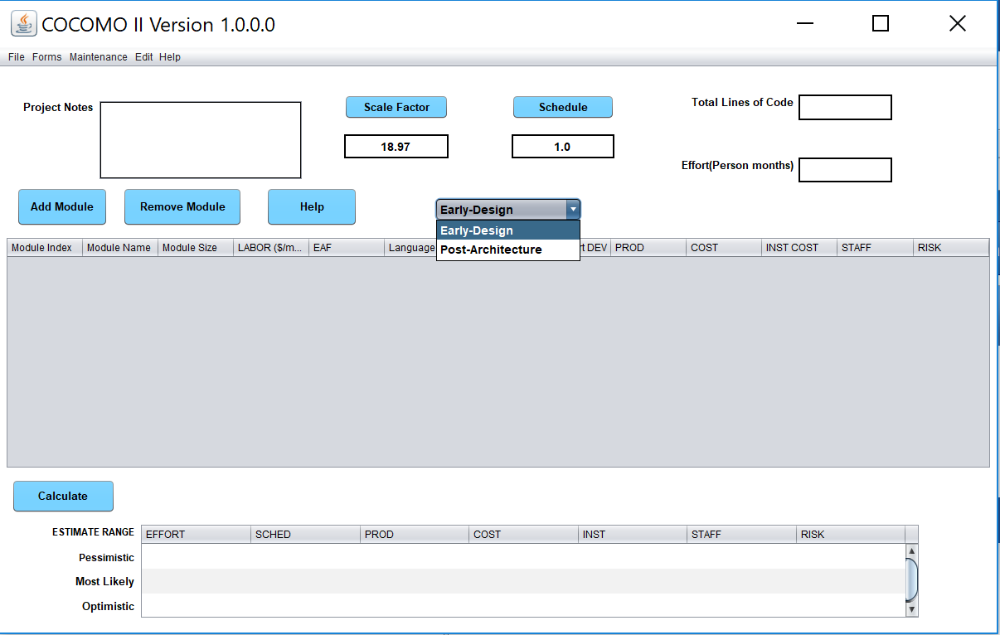 COCOMO II Version 1.0.0.0
File Forms Maintenance Edit Help
Project Notes
Scale Factor
Schedule
Total Lines of Code
18.97
1.0
Effort(Person months)
Add Module
Remove Module
Help
Early-Design
Early-Design
Post-Architecture
Module Index Module Name Module Size LABOR ($/m... EAF Language DEV PROD COST INST COST STAFF RISK
Calculate
ESTIMATE RANGE EFFORT SCHED PROD COST INST STAFF RISK
Pessimistic
Most Likely
Optimistic